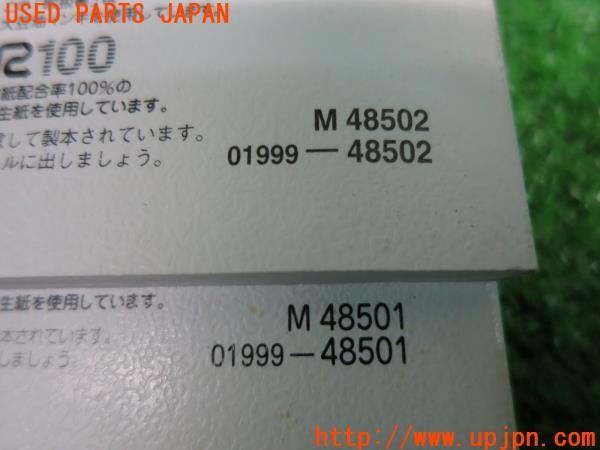 USED PARTS JAPAN
R100
紙配合率100%の
生紙を使用しています。
して製本されています。
ルに出しましょう。
M 48502
01999—48502
生紙を使用しています。
本されています。
しましょう。
M 48501
01999—48501
http://www.upjpn.com/